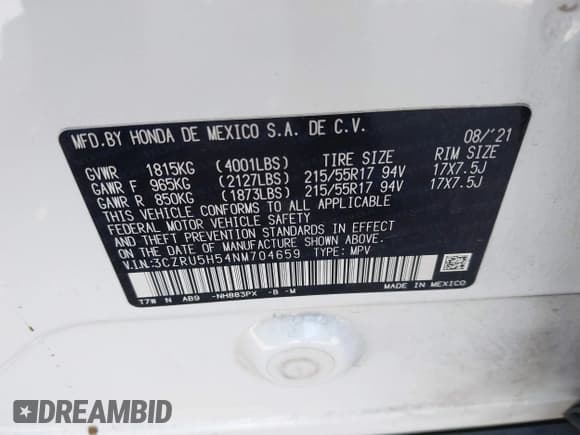 MFD.BY HONDA DE MEXICO S.A. DE C.V. 08/'21
GVWR 1815KG (4001LBS) TIRE SIZE RIM SIZE
GAWR F 965KG (2127LBS) 215/55R17 94V 17X7.5J
GAWR R 850KG (1873LBS) 215/55R17 94V 17X7.5J
THIS VEHICLE CONFORMS TO ALL APPLICABLE
FEDERAL MOTOR VEHICLE SAFETY
AND THEFT PREVENTION STANDARDS IN EFFECT
ON THE DATE OF MANUFACTURE SHOWN ABOVE.
V.I.N:3CZRU5H54NM704659 TYPE: MPV
T7W N AB9 -NH883PX -B -M MADE IN MEXICO
DREAMBID